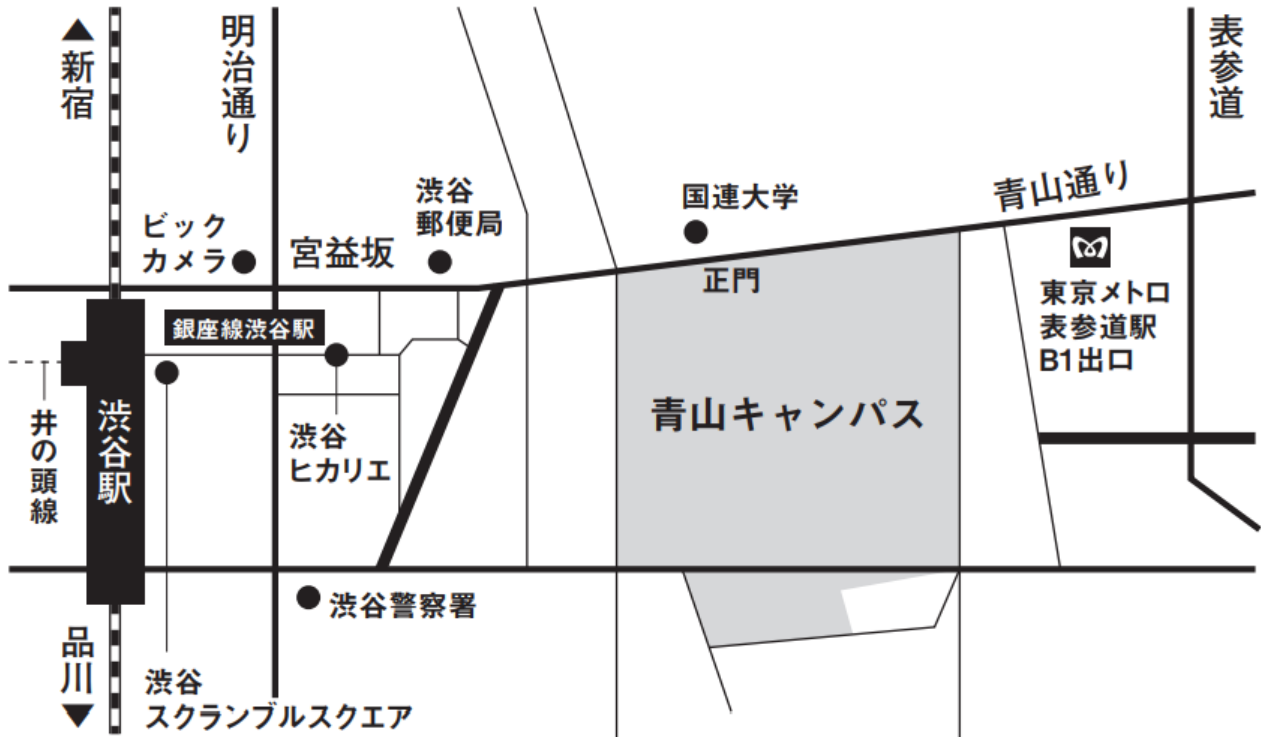 ▲新宿
明治通り
表参道
渋谷
郵便局
国連大学
青山通り
ビック
カメラ
宮益坂
正門
東京メトロ
表参道駅
B1出口
銀座線渋谷駅
青山キャンパス
井の頭線
渋谷駅
渋谷
ヒカリエ
渋谷警察署
品川▼
渋谷
スクランブルスクエア